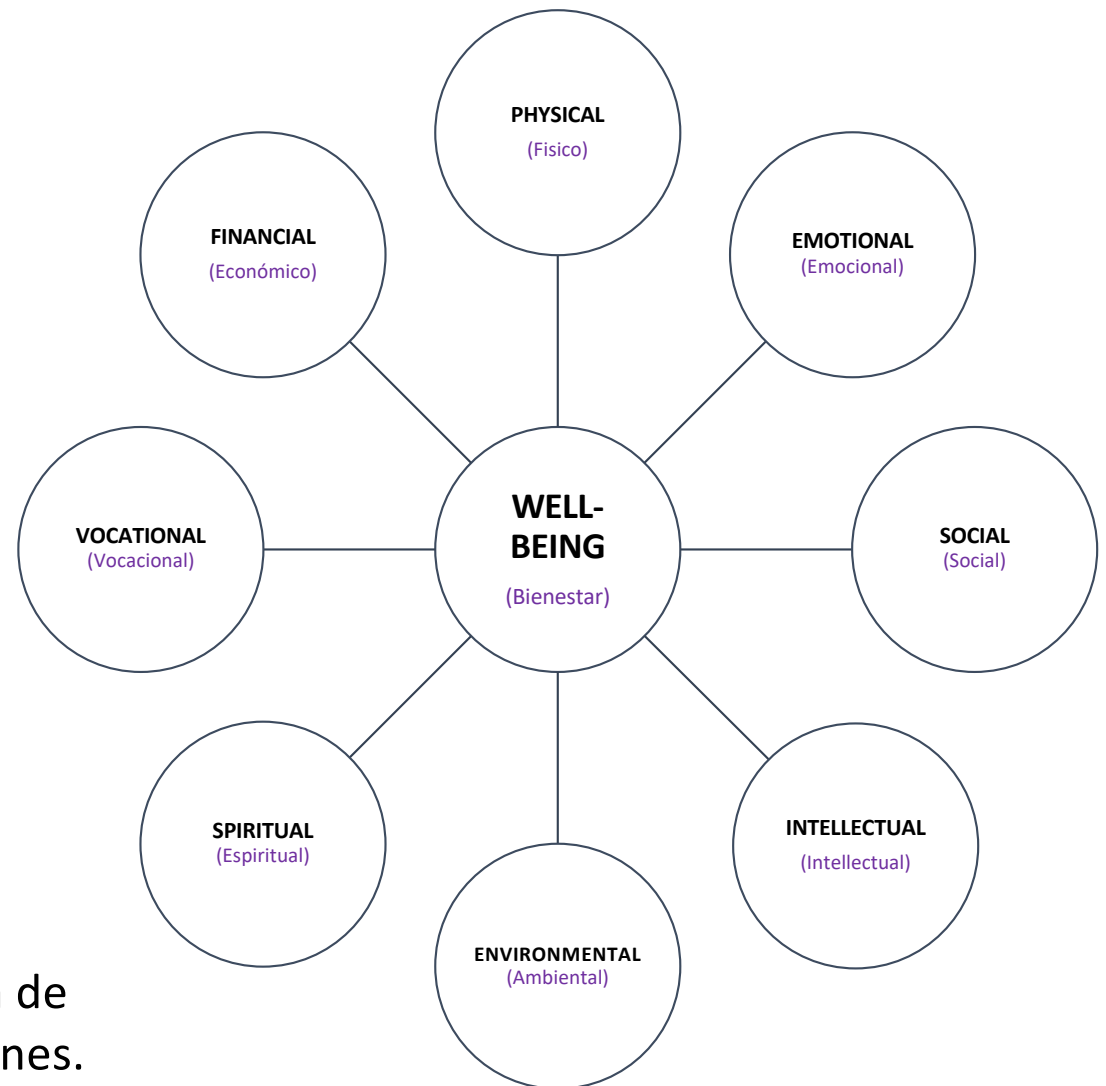 PHYSICAL
(Fisico)
FINANCIAL
(Económico)
EMOTIONAL
(Emocional)
WELL-
BEING
(Bienestar)
VOCATIONAL
(Vocacional)
SOCIAL
(Social)
SPIRITUAL
(Espiritual)
INTELLECTUAL
(Intellectual)
ENVIRONMENTAL
(Ambiental)
de
nes.